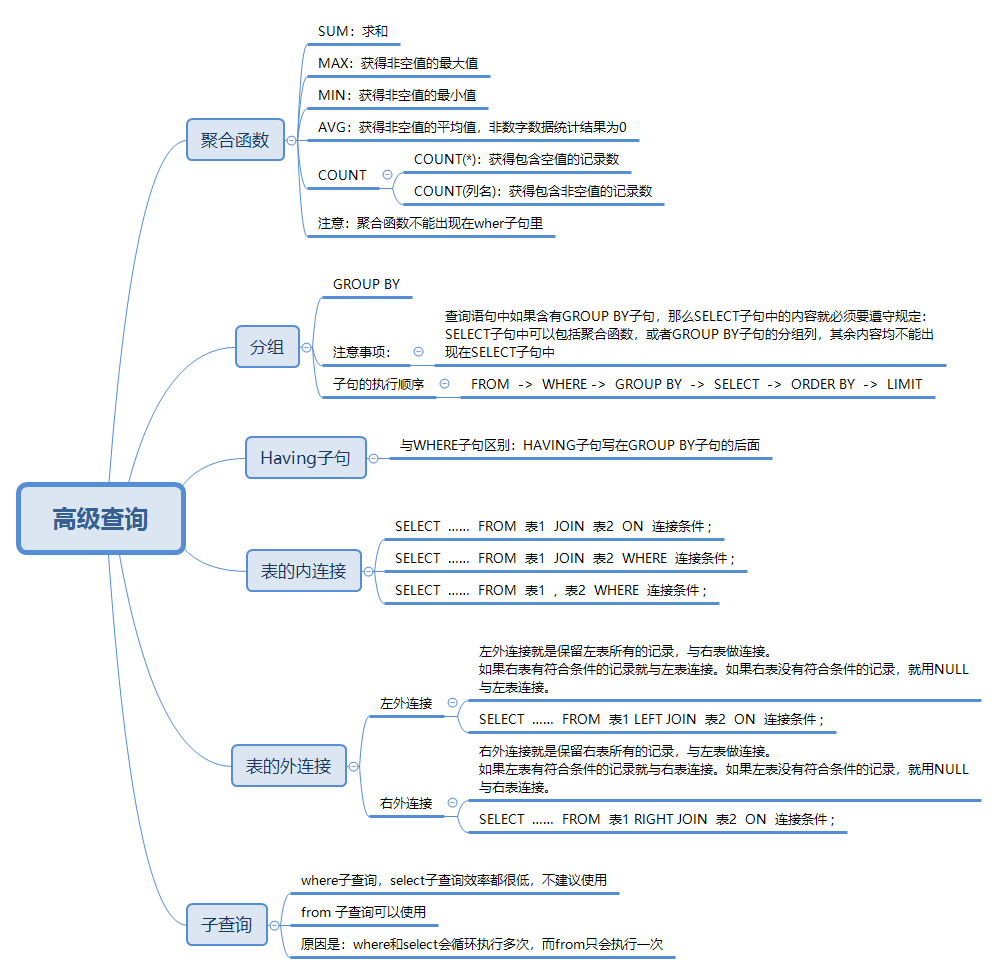 高级查询
聚合函数
SUM：求和
MAX：获得非空值的最大值
MIN：获得非空值的最小值
AVG：获得非空值的平均值，非数字数据统计结果为0
COUNT
COUNT(*)：获得包含空值的记录数
COUNT(列名)：获得包含非空值的记录数
注意：聚合函数不能出现在wher子句里
分组
GROUP BY
注意事项：
查询语句中如果含有GROUP BY子句，那么SELECT子句中的内容就必须要遵守规定：
SELECT子句中可以包括聚合函数，或者GROUP BY子句的分组列，其余内容均不能出
现在SELECT子句中
子句的执行顺序
FROM -> WHERE -> GROUP BY -> SELECT -> ORDER BY -> LIMIT
Having子句
与WHERE子句区别：HAVING子句写在GROUP BY子句的后面
表的内连接
SELECT ...... FROM 表1 JOIN 表2 ON 连接条件；
SELECT ...... FROM 表1 JOIN 表2 WHERE 连接条件；
SELECT ...... FROM 表1 ，表2 WHERE 连接条件；
表的外连接
左外连接
左外连接就是保留左表所有的记录，与右表做连接。
如果右表有符合条件的记录就与左表连接。如果右表没有符合条件的记录，就用NULL
与左表连接。
SELECT ...... FROM 表1 LEFT JOIN 表2 ON 连接条件；
右外连接
右外连接就是保留右表所有的记录，与左表做连接。
如果左表有符合条件的记录就与右表连接。如果左表没有符合条件的记录，就用NULL
与右表连接。
SELECT ...... FROM 表1 RIGHT JOIN 表2 ON 连接条件；
子查询
where子查询，select子查询效率都很低，不建议使用
from 子查询可以使用
原因是：where和select会循环执行多次，而from只会执行一次